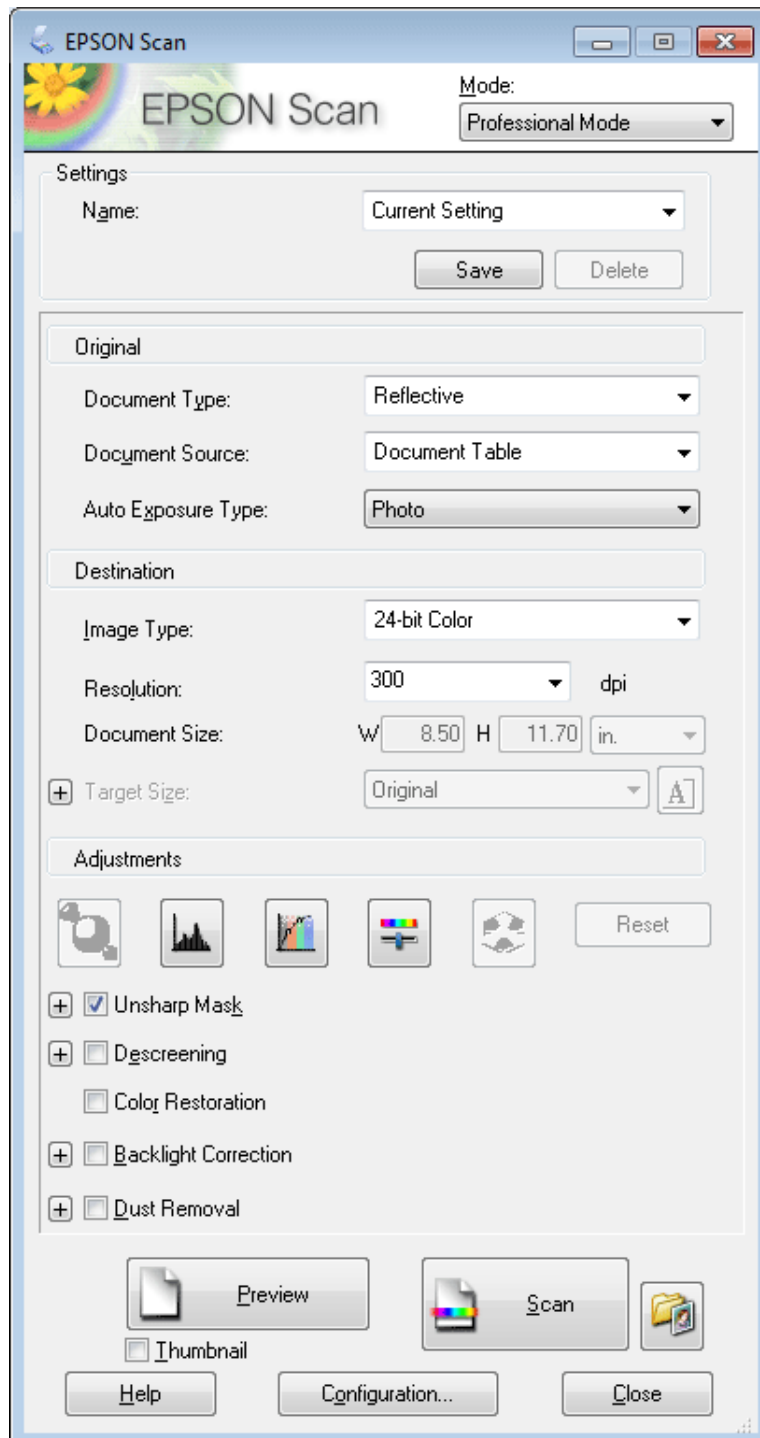 EPSON Scan
EPSON Scan
Mode:
Professional Mode
Settings
Name:
Current Setting
Save
Delete
Original
Document Type:
Reflective
Document Source:
Document Table
Auto Exposure Type:
Photo
Destination
Image Type:
24-bit Color
Resolution:
300
dpi
Document Size:
W 8.50 H 11.70 in.
Target Size:
Original
A
Adjustments
Reset
Unsharp Mask
Descreening
Color Restoration
Backlight Correction
Dust Removal
Preview
Scan
Thumbnail
Help
Configuration...
Close